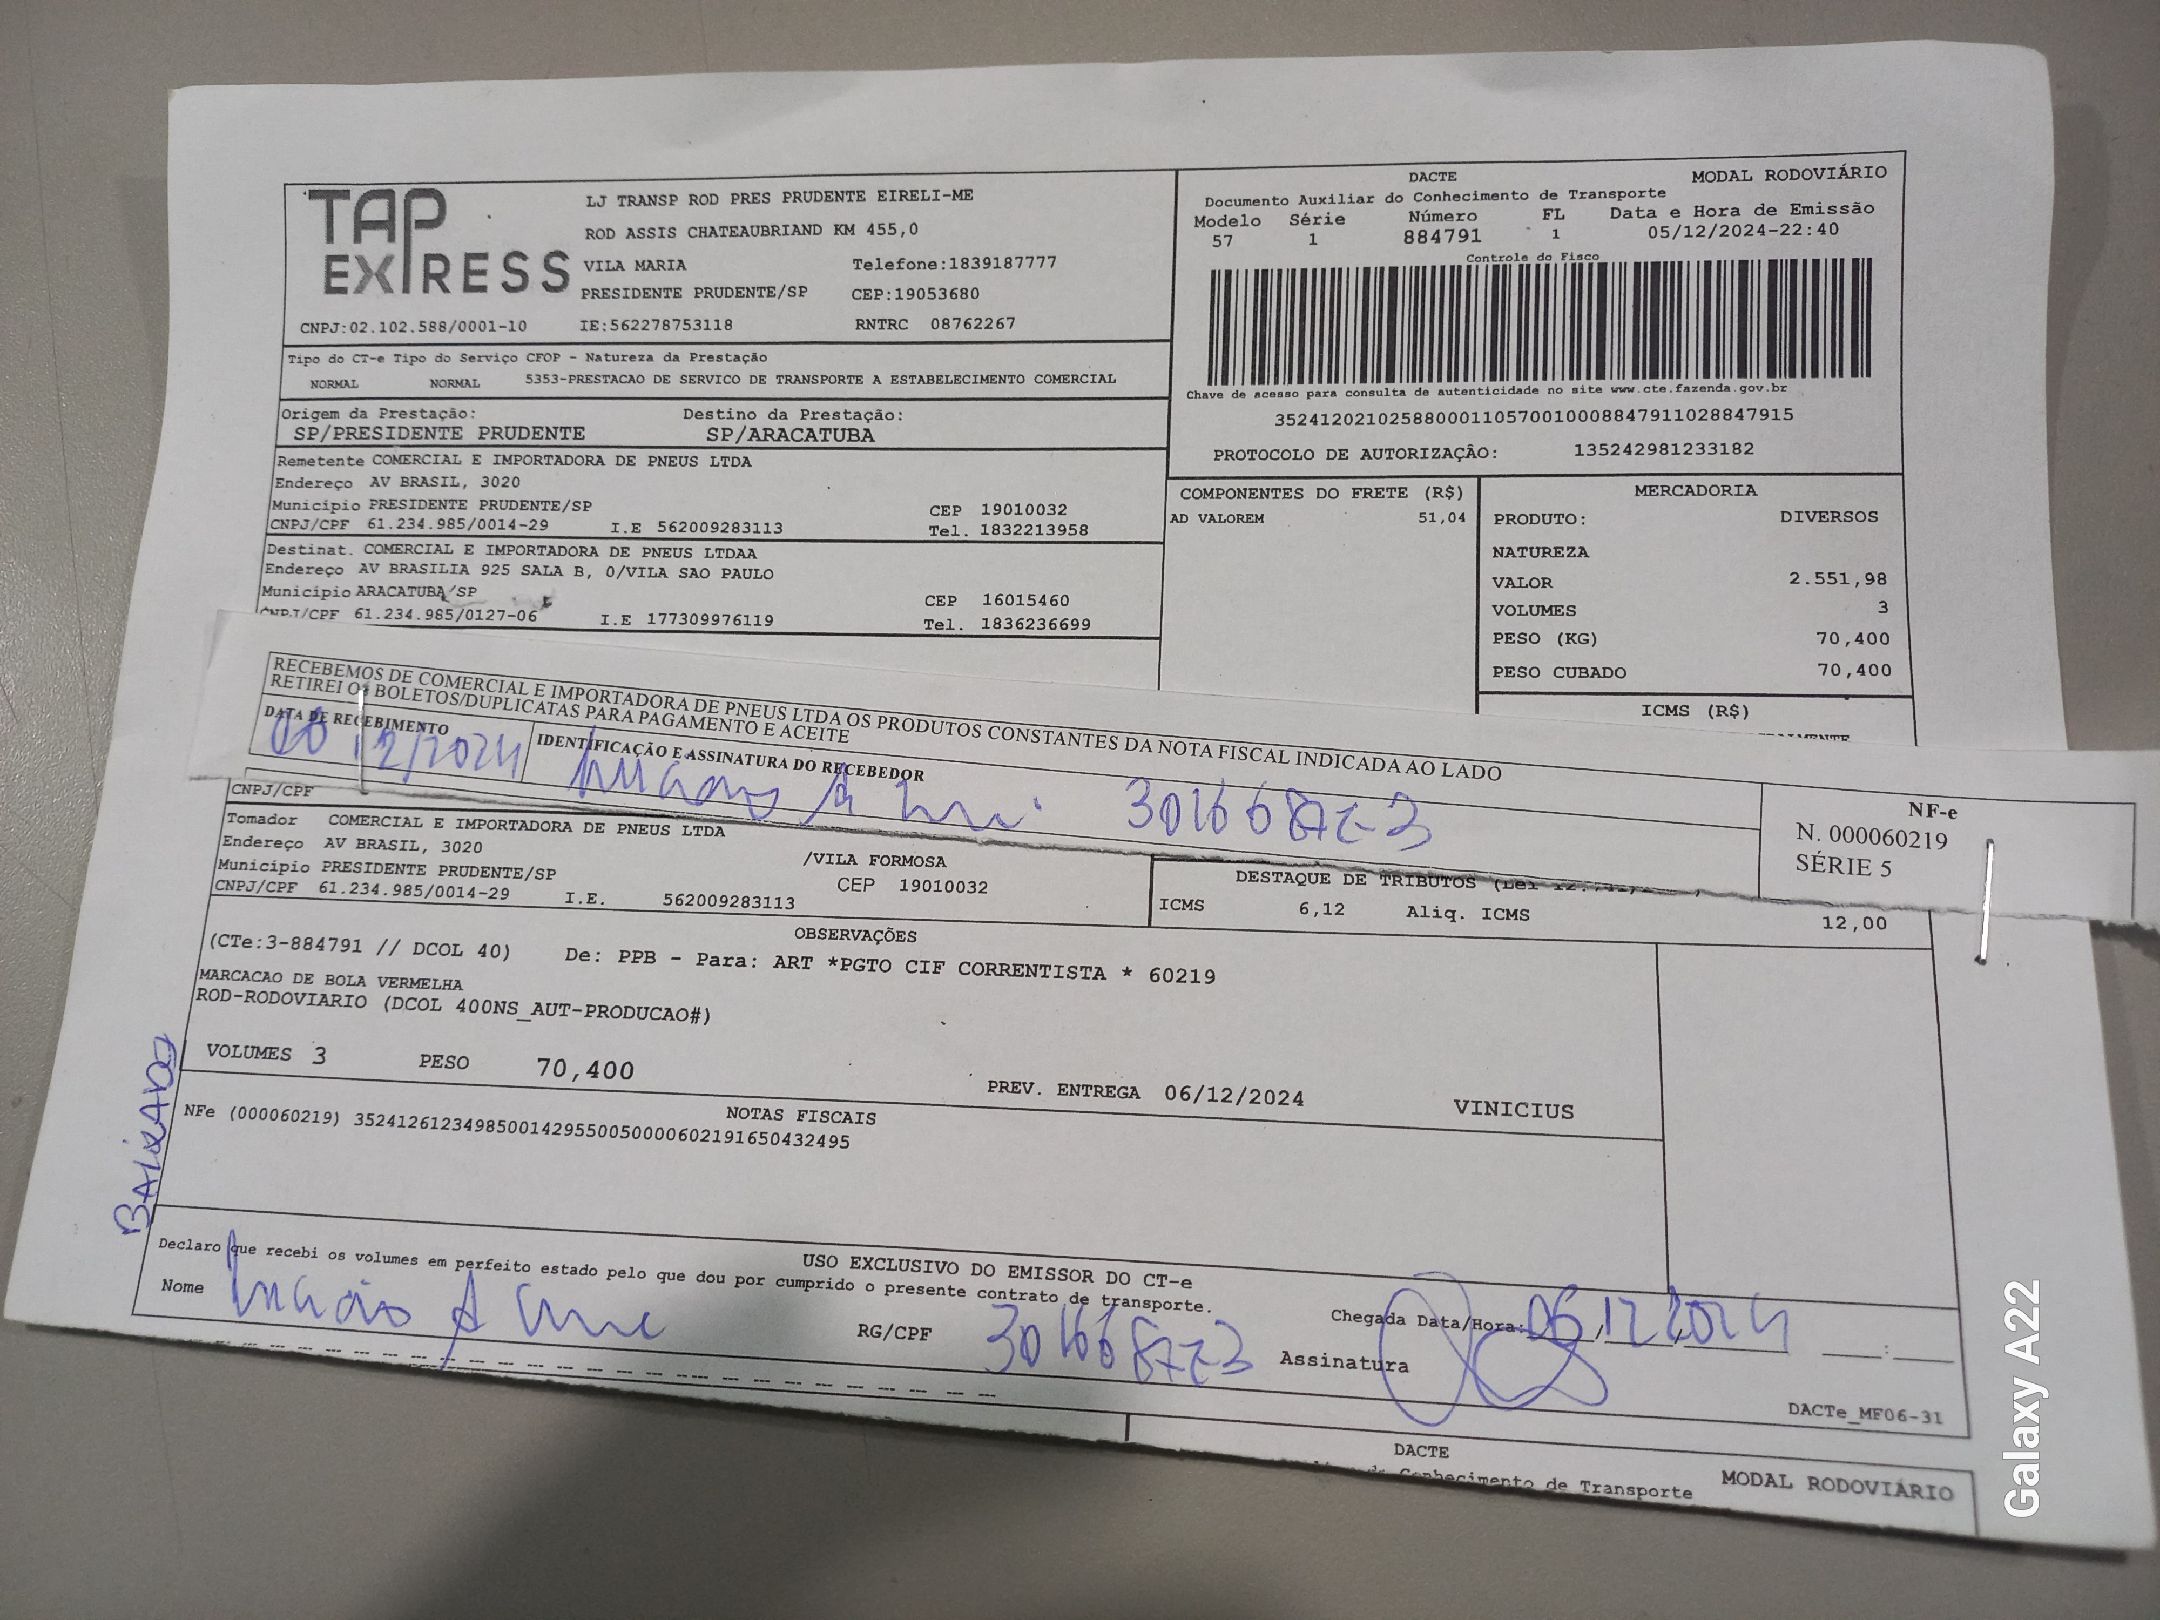 TAP EXPRESS
LJ TRANSP ROD PRES PRUDENTE EIRELI-ME
ROD ASSIS CHATEAUBRIAND KM 455,0
VILA MARIA Telefone:1839187777
PRESIDENTE PRUDENTE/SP CEP:19053680
CNPJ:02.102.588/0001-10 IE:562278753118 RNTRC 08762267
DACTE MODAL RODOVIÁRIO
Documento Auxiliar do Conhecimento de Transporte
Modelo Série Número FL Data e Hora de Emissão
57 1 884791 1 05/12/2024-22:40
Controle do Fisco
Chave de acesso para consulta de autenticidade no site www.cte.fazenda.gov.br
35241202102588000110570010008847911028847915
PROTOCOLO DE AUTORIZAÇÃO: 135242981233182
Tipo do CT-e Tipo do Serviço CFOP - Natureza da Prestação
NORMAL NORMAL 5353-PRESTACAO DE SERVICO DE TRANSPORTE A ESTABELECIMENTO COMERCIAL
Origem da Prestação: Destino da Prestação:
SP/PRESIDENTE PRUDENTE SP/ARACATUBA
Remetente COMERCIAL E IMPORTADORA DE PNEUS LTDA
Endereço AV BRASIL, 3020
Municipio PRESIDENTE PRUDENTE/SP CEP 19010032
CNPJ/CPF 61.234.985/0014-29 I.E 562009283113 Tel. 1832213958
Destinat. COMERCIAL E IMPORTADORA DE PNEUS LTDAA
Endereço AV BRASILIA 925 SALA B, 0/VILA SAO PAULO
Municipio ARACATUBA/SP CEP 16015460
CNPJ/CPF 61.234.985/0127-06 I.E 177309976119 Tel. 1836236699
COMPONENTES DO FRETE (R$)
AD VALOREM 51,04
MERCADORIA
PRODUTO: DIVERSOS
NATUREZA
VALOR 2.551,98
VOLUMES 3
PESO (KG) 70,400
PESO CUBADO 70,400
ICMS (R$)
RECEBEMOS DE COMERCIAL E IMPORTADORA DE PNEUS LTDA OS PRODUTOS CONSTANTES DA NOTA FISCAL INDICADA AO LADO
RETIREI OS BOLETOS/DUPLICATAS PARA PAGAMENTO E ACEITE
DATA DE RECEBIMENTO IDENTIFICAÇÃO E ASSINATURA DO RECEBEDOR
12/2024
NF-e
N. 000060219
SÉRIE 5
CNPJ/CPF
Tomador COMERCIAL E IMPORTADORA DE PNEUS LTDA
Endereço AV BRASIL, 3020 /VILA FORMOSA
Municipio PRESIDENTE PRUDENTE/SP CEP 19010032
CNPJ/CPF 61.234.985/0014-29 I.E. 562009283113
DESTAQUE DE TRIBUTOS (Lei
ICMS 6,12 Aliq. ICMS 12,00
OBSERVAÇÕES
(CTe:3-884791 // DCOL 40) De: PPB - Para: ART *PGTO CIF CORRENTISTA * 60219
MARCACAO DE BOLA VERMELHA
ROD-RODOVIARIO (DCOL 400NS_AUT-PRODUCAO#)
VOLUMES 3 PESO 70,400 PREV. ENTREGA 06/12/2024 VINICIUS
NOTAS FISCAIS
NFe (000060219) 35241261234985001429550050000602191650432495
BAIXADO
USO EXCLUSIVO DO EMISSOR DO CT-e
Declaro que recebi os volumes em perfeito estado pelo que dou por cumprido o presente contrato de transporte.
Nome RG/CPF Chegada Data/Hora: 06 12 2024
Assinatura
DACTe_MF06-31
DACTE MODAL RODOVIÁRIO
Conhecimento de Transporte
Galaxy A22